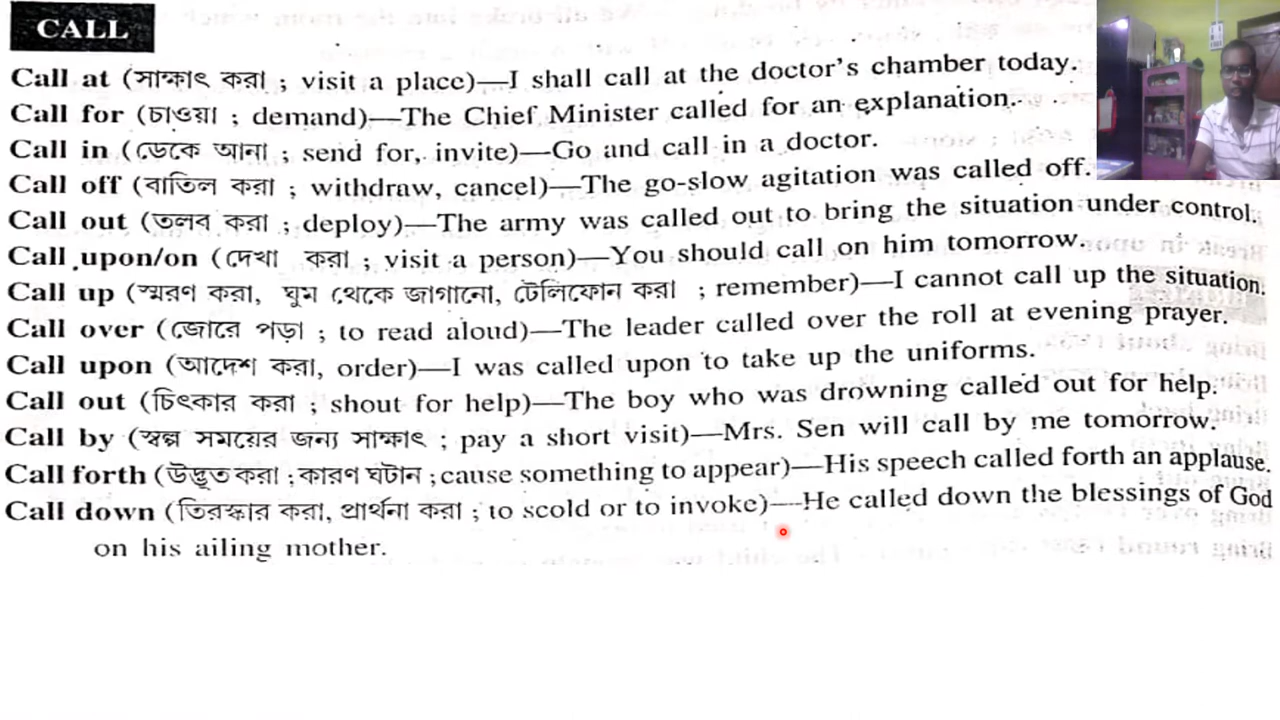 CALL
Call at (সাক্ষাৎ করা ; visit a place)—I shall call at the doctor's chamber today.
Call for (চাওয়া ; demand)—The Chief Minister called for an explanation.
Call in (ডেকে আনা ; send for, invite)—Go and call in a doctor.
Call off (বাতিল করা ; withdraw, cancel)—The go-slow agitation was called off.
Call out (তলব করা ; deploy)—The army was called out to bring the situation under control.
Call upon/on (দেখা করা ; visit a person)—You should call on him tomorrow.
Call up (স্মরণ করা, ঘুম থেকে জাগানো, টেলিফোন করা ; remember)—I cannot call up the situation.
Call over (জোরে পড়া ; to read aloud)—The leader called over the roll at evening prayer.
Call upon (আদেশ করা, order)—I was called upon to take up the uniforms.
Call out (চিৎকার করা ; shout for help)—The boy who was drowning called out for help.
Call by (স্বল্প সময়ের জন্য সাক্ষাৎ ; pay a short visit)—Mrs. Sen will call by me tomorrow.
Call forth (উদ্ভূত করা ; কারণ ঘটান ; cause something to appear)—His speech called forth an applause.
Call down (তিরস্কার করা, প্রার্থনা করা ; to scold or to invoke)—He called down the blessings of God
on his ailing mother.